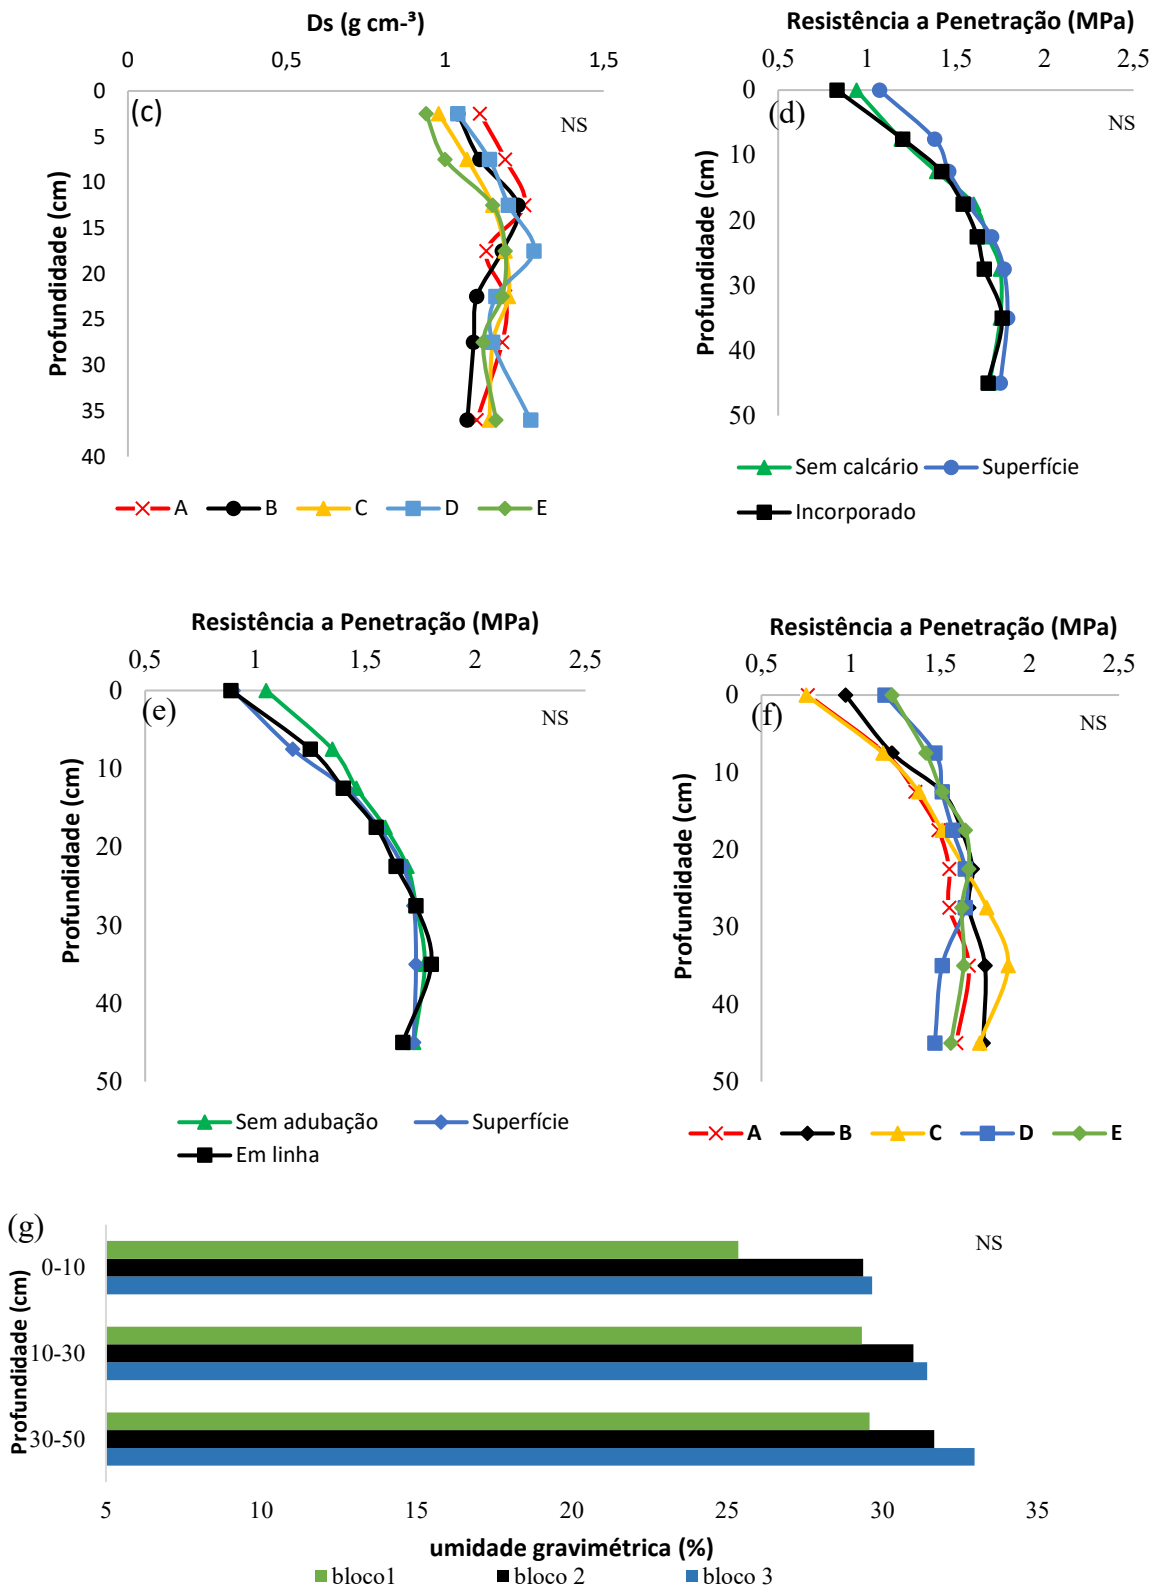 Ds (g cm-³)
0 0,5 1 1,5
0
5
10
15
20
25
30
35
40
Profundidade (cm)
(c)
NS
A B C D E
Resistência a Penetração (MPa)
0,5 1 1,5 2 2,5
0
10
20
30
40
50
Profundidade (cm)
(d)
NS
Sem calcário Superfície
Incorporado
Resistência a Penetração (MPa)
0,5 1 1,5 2 2,5
0
10
20
30
40
50
Profundidade (cm)
(e)
NS
Sem adubação Superfície
Em linha
Resistência a Penetração (MPa)
0,5 1 1,5 2 2,5
0
10
20
30
40
50
Profundidade (cm)
(f)
NS
A B C D E
(g)
NS
Profundidade (cm)
0-10
10-30
30-50
5 10 15 20 25 30 35
umidade gravimétrica (%)
bloco1 bloco 2 bloco 3